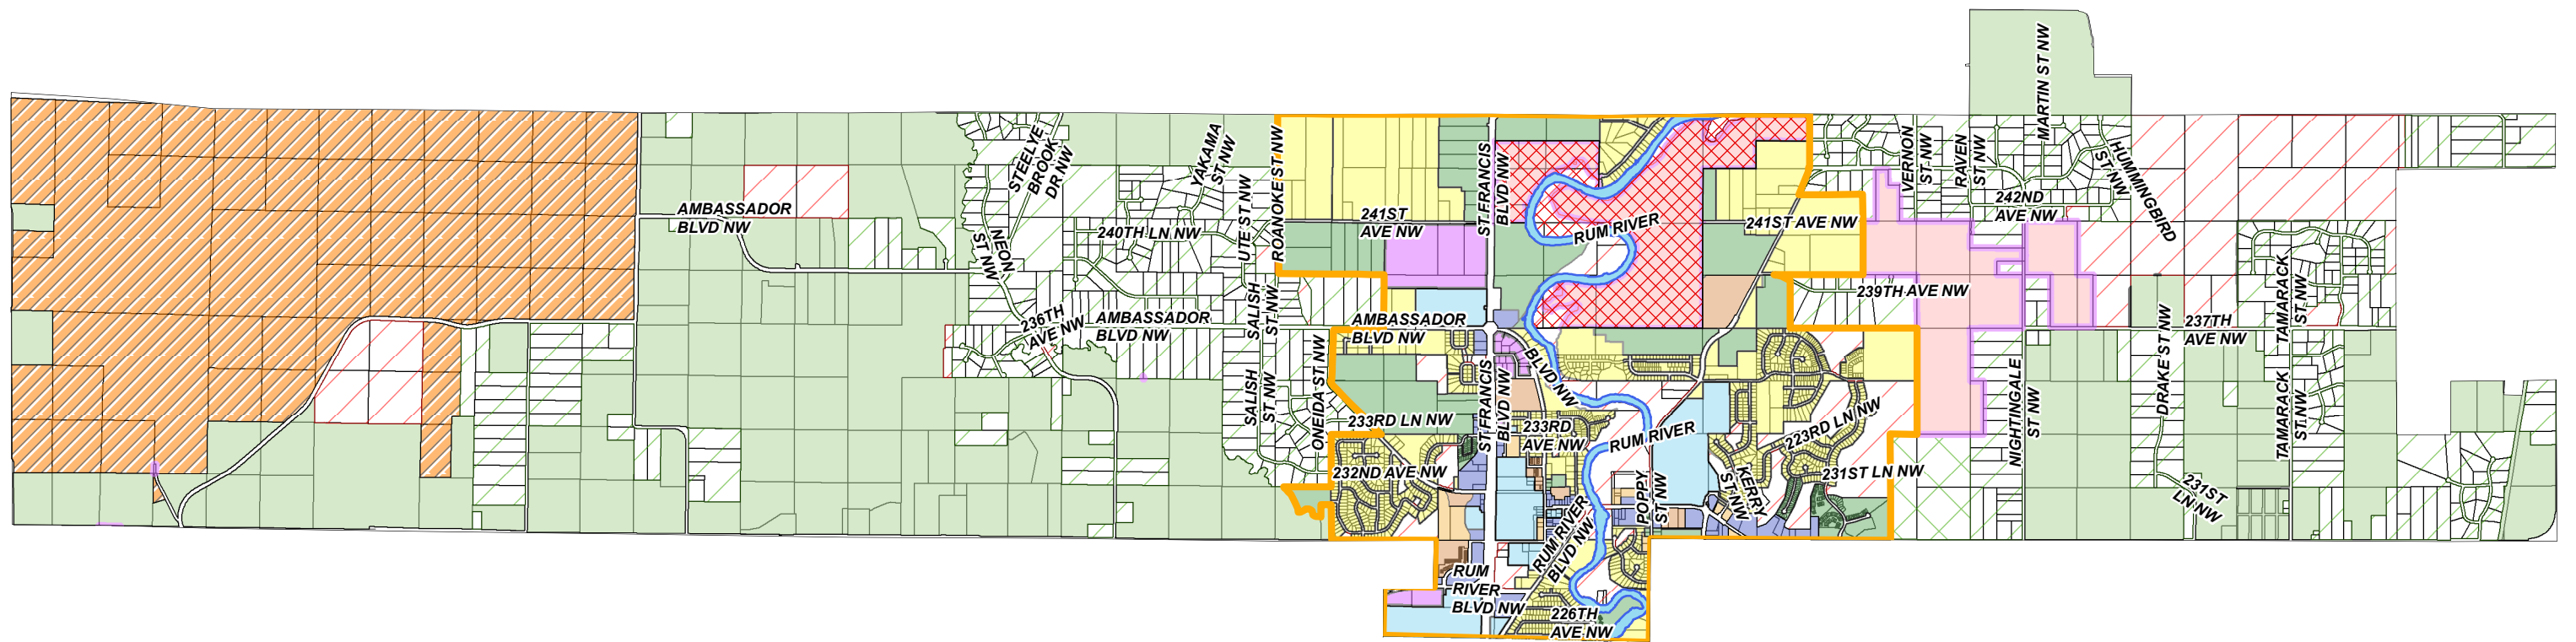 AMBASSADOR
BLVD NW
STEELYE
BROOK
DR NW
NEON
ST NW
240TH LN NW
YAKAMA
ST NW
UTE ST NW
ROANOKE ST NW
236TH
AVE NW
AMBASSADOR
BLVD NW
SALISH
ST NW
SALISH
ST NW
ONEIDA ST NW
241ST
AVE NW
ST.FRANCIS
BLVD NW
RUM RIVER
241ST AVE NW
AMBASSADOR
BLVD NW
BLVD NW
ST.FRANCIS
BLVD NW
233RD LN NW
233RD
AVE NW
RUM RIVER
232ND AVE NW
223RD LN NW
231ST LN NW
KERRY
ST NW
POPPY
ST NW
RUM RIVER
BLVD NW
RUM
RIVER
BLVD NW
226TH
AVE NW
VERNON
ST NW
RAVEN
ST NW
MARTIN ST NW
HUMMINGBIRD
ST NW
242ND
AVE NW
239TH AVE NW
NIGHTINGALE
ST NW
DRAKE ST NW
237TH
AVE NW
TAMARACK
ST.NW
TAMARACK
ST.NW
231ST
LN NW